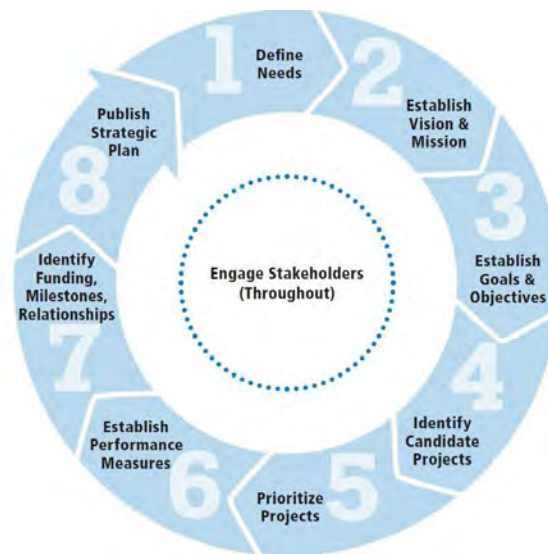 1
Define
Needs
2
Establish
Vision &
Mission
3
Establish
Goals &
Objectives
4
Identify
Candidate
Projects
5
Prioritize
Projects
6
Establish
Performance
Measures
7
Identify
Funding,
Milestones,
Relationships
8
Publish
Strategic
Plan
Engage Stakeholders
(Throughout)